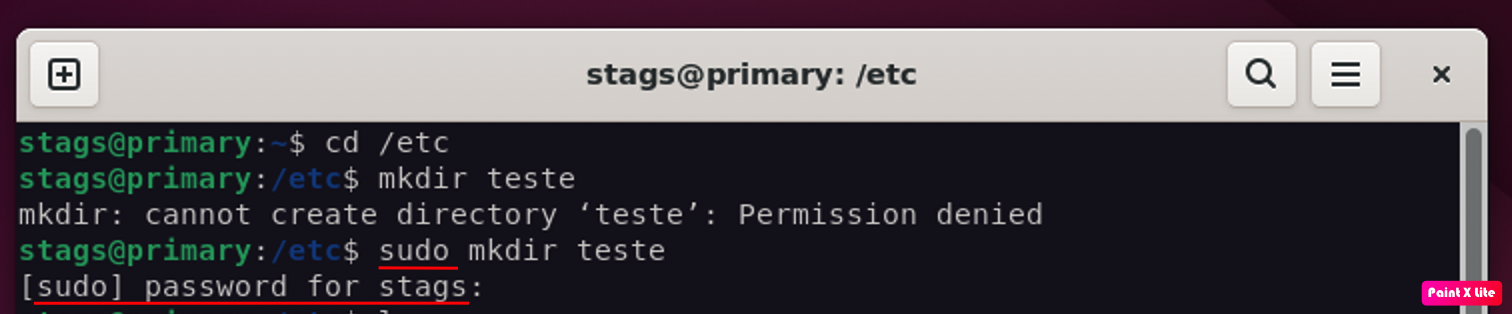 stags@primary: /etc
stags@primary:~$ cd /etc
stags@primary:/etc$ mkdir teste
mkdir: cannot create directory ‘teste’: Permission denied
stags@primary:/etc$ sudo mkdir teste
[sudo] password for stags:
Paint X lite